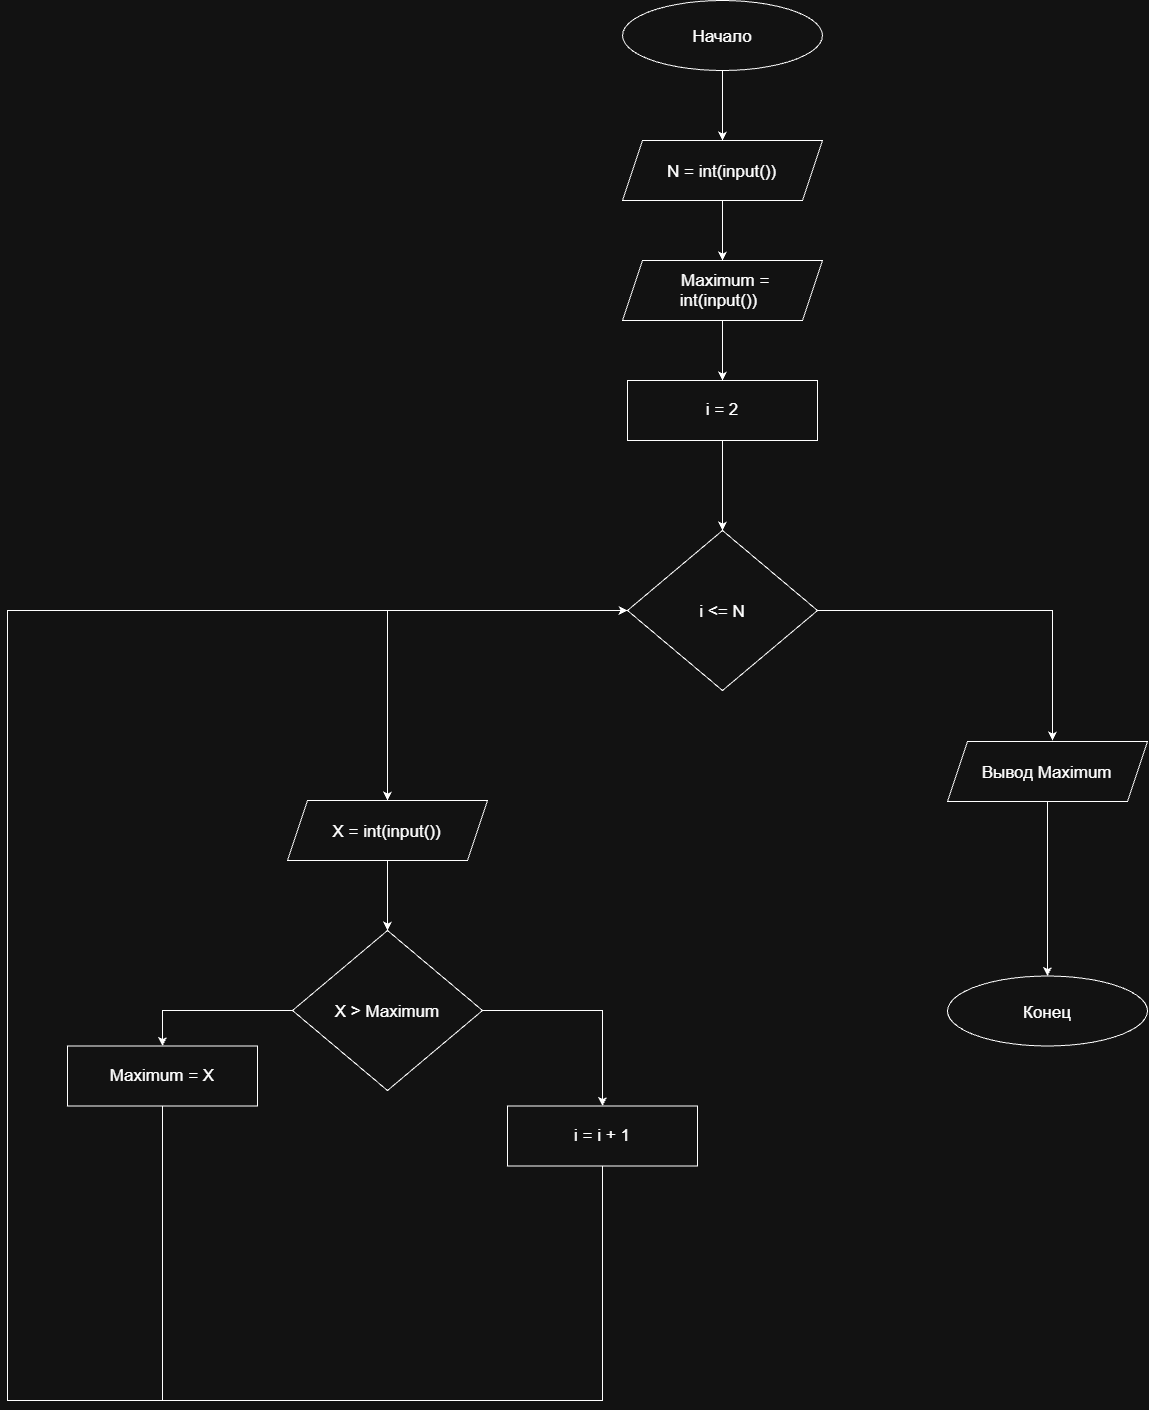 Начало
N = int(input())
Maximum =
int(input())
i = 2
i <= N
Вывод Maximum
X = int(input())
X > Maximum
Конец
Maximum = X
i = i + 1